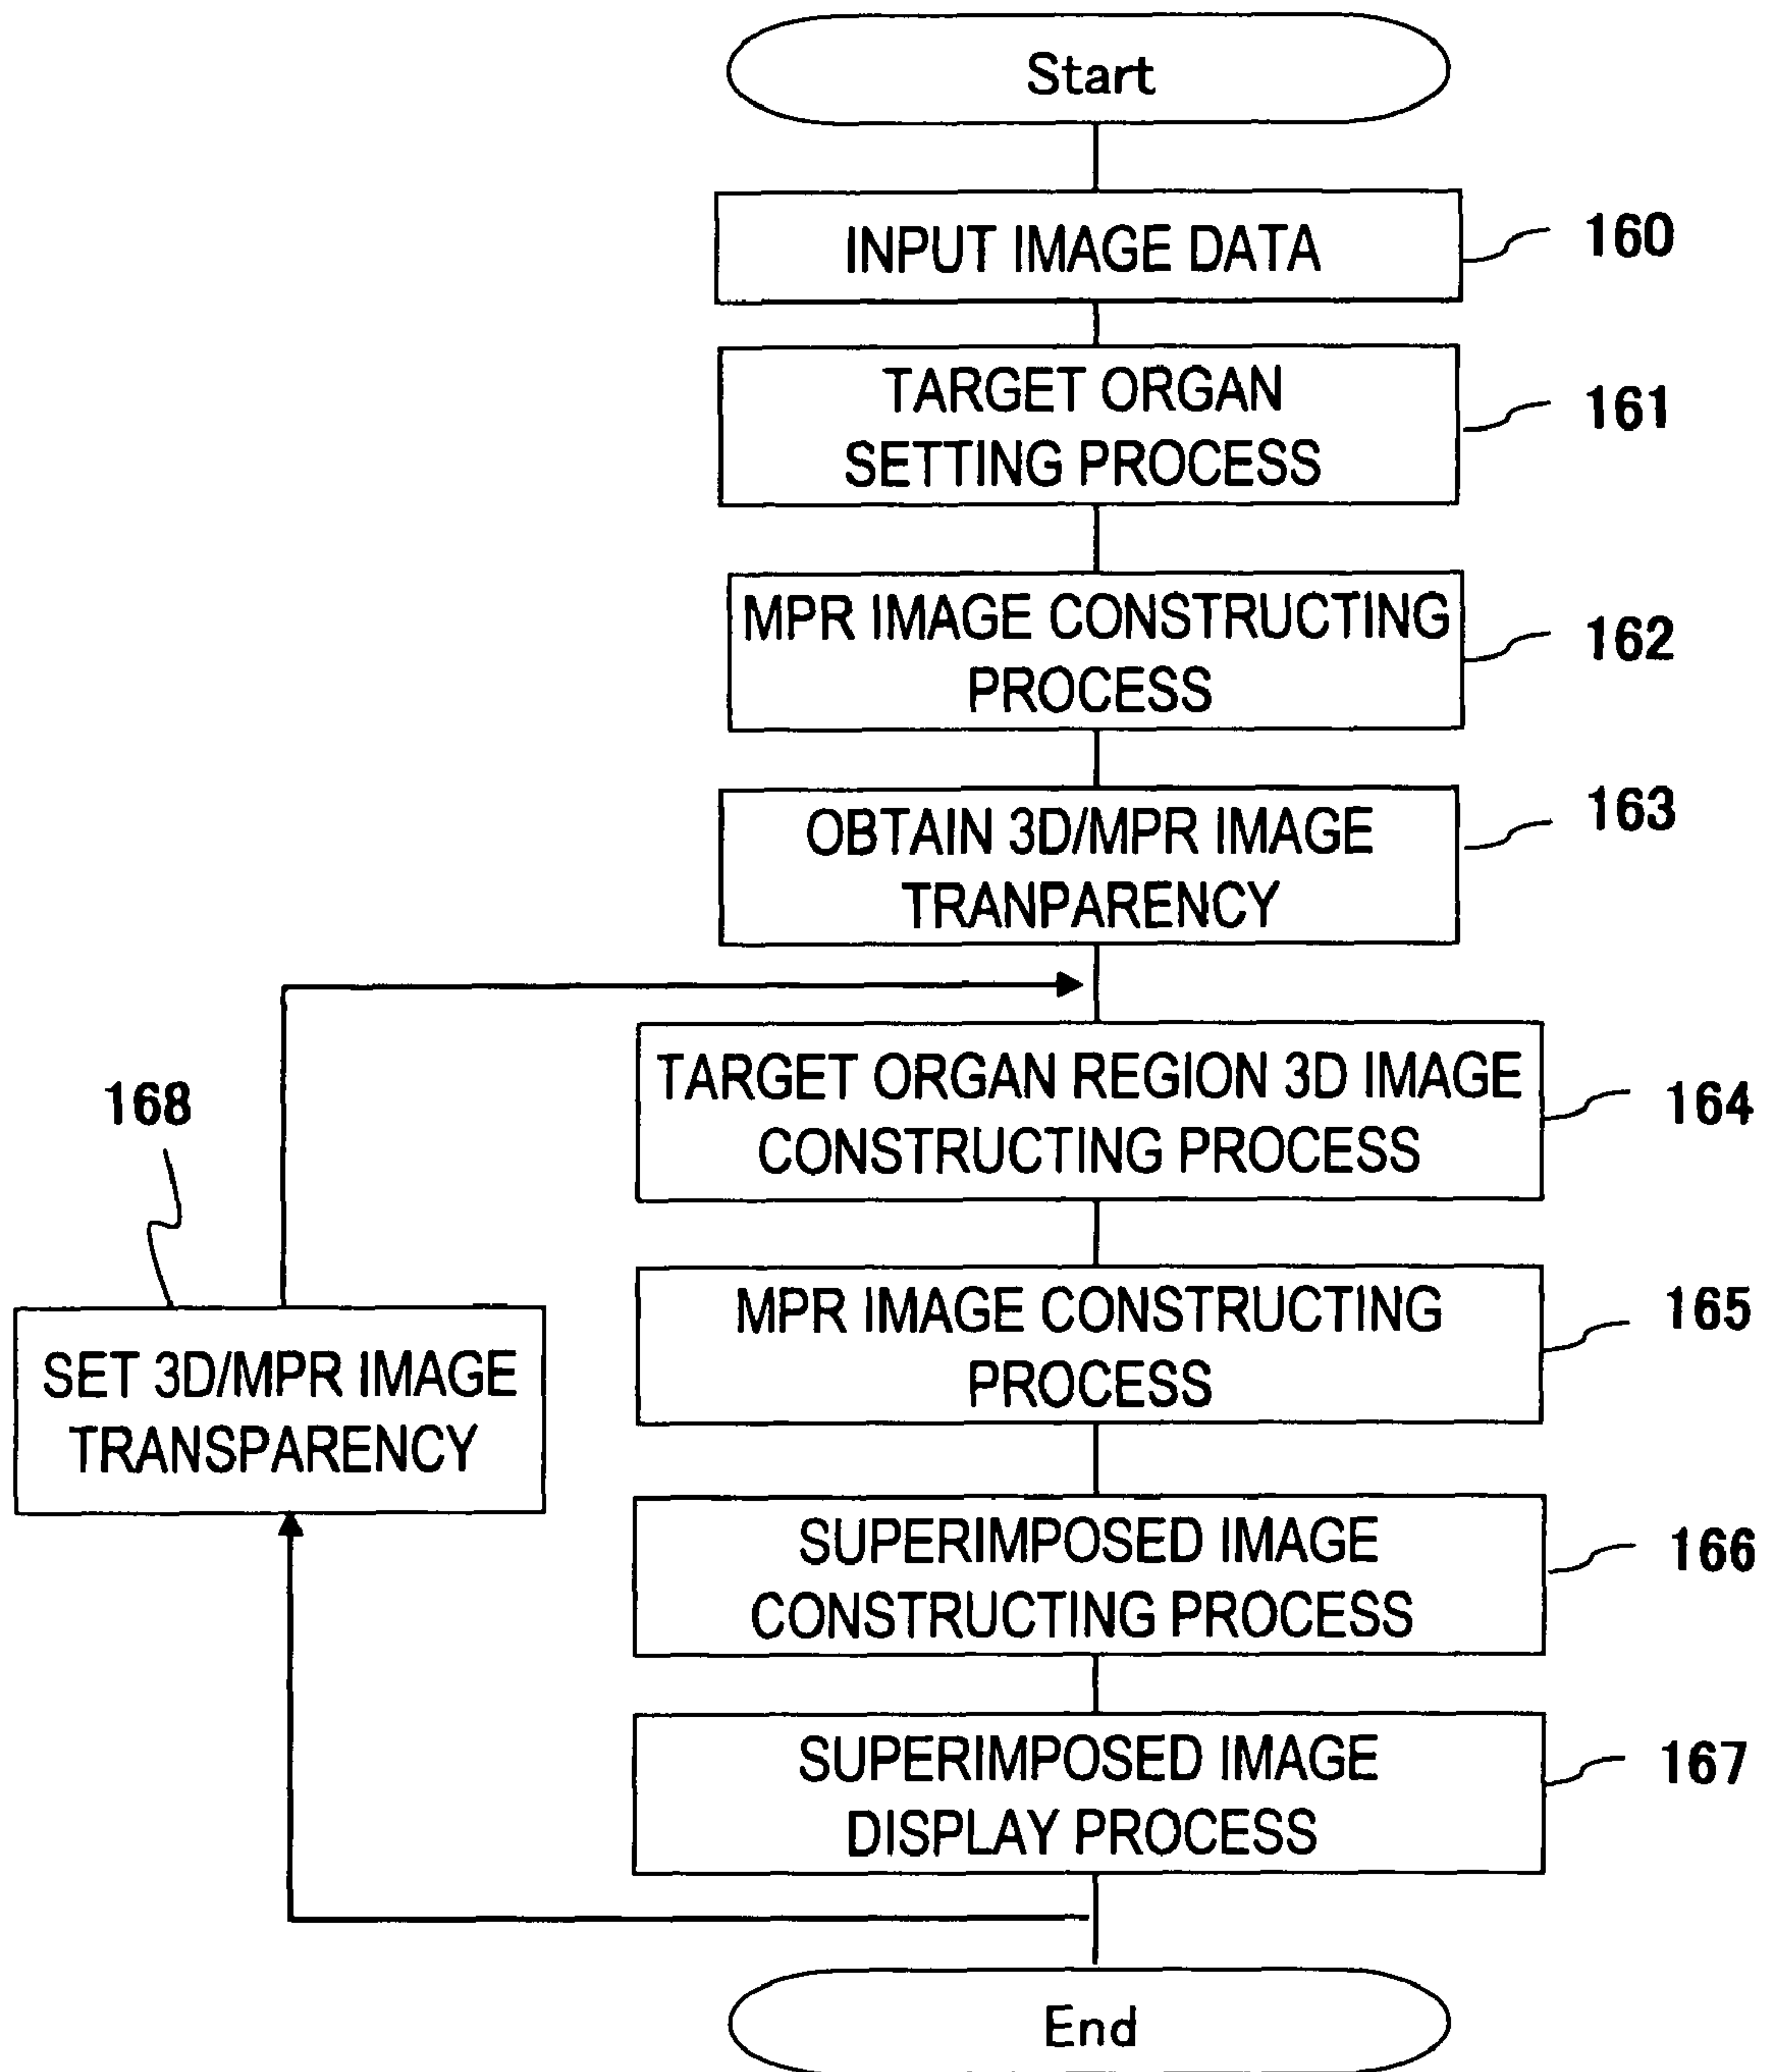 Start
INPUT IMAGE DATA
160
TARGET ORGAN
SETTING PROCESS
161
MPR IMAGE CONSTRUCTING
PROCESS
162
OBTAIN 3D/MPR IMAGE
TRANPARENCY
163
TARGET ORGAN REGION 3D IMAGE
CONSTRUCTING PROCESS
164
MPR IMAGE CONSTRUCTING
PROCESS
165
SUPERIMPOSED IMAGE
CONSTRUCTING PROCESS
166
SUPERIMPOSED IMAGE
DISPLAY PROCESS
167
168
SET 3D/MPR IMAGE
TRANSPARENCY
End